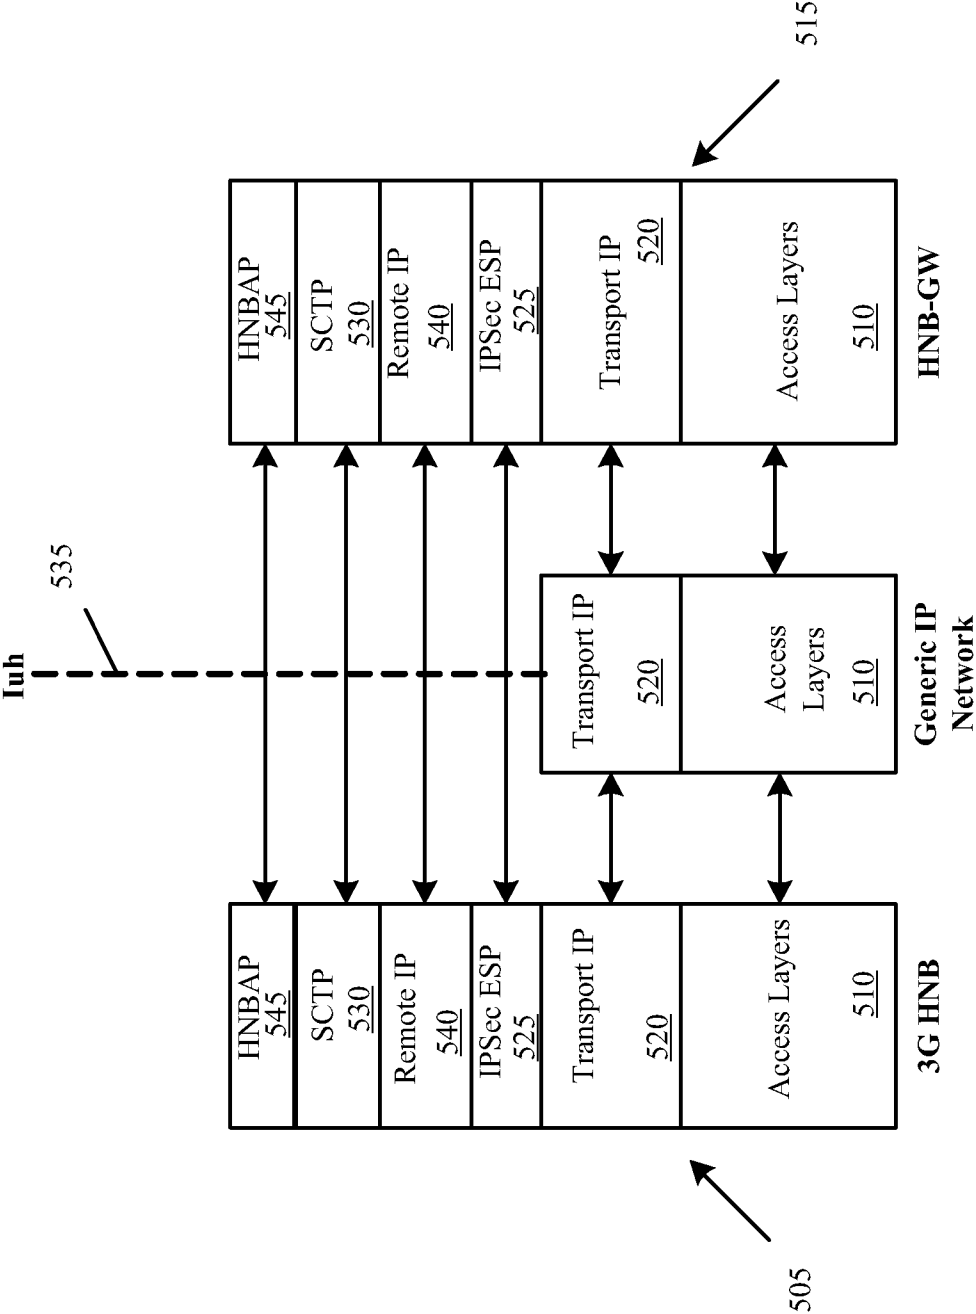 Iuh
535
HNBAP
545
SCTP
530
Remote IP
540
IPSec ESP
525
Transport IP
520
Access Layers
510
3G HNB
505
Transport IP
520
Access
Layers
510
Generic IP
Network
HNBAP
545
SCTP
530
Remote IP
540
IPSec ESP
525
Transport IP
520
Access Layers
510
HNB-GW
515